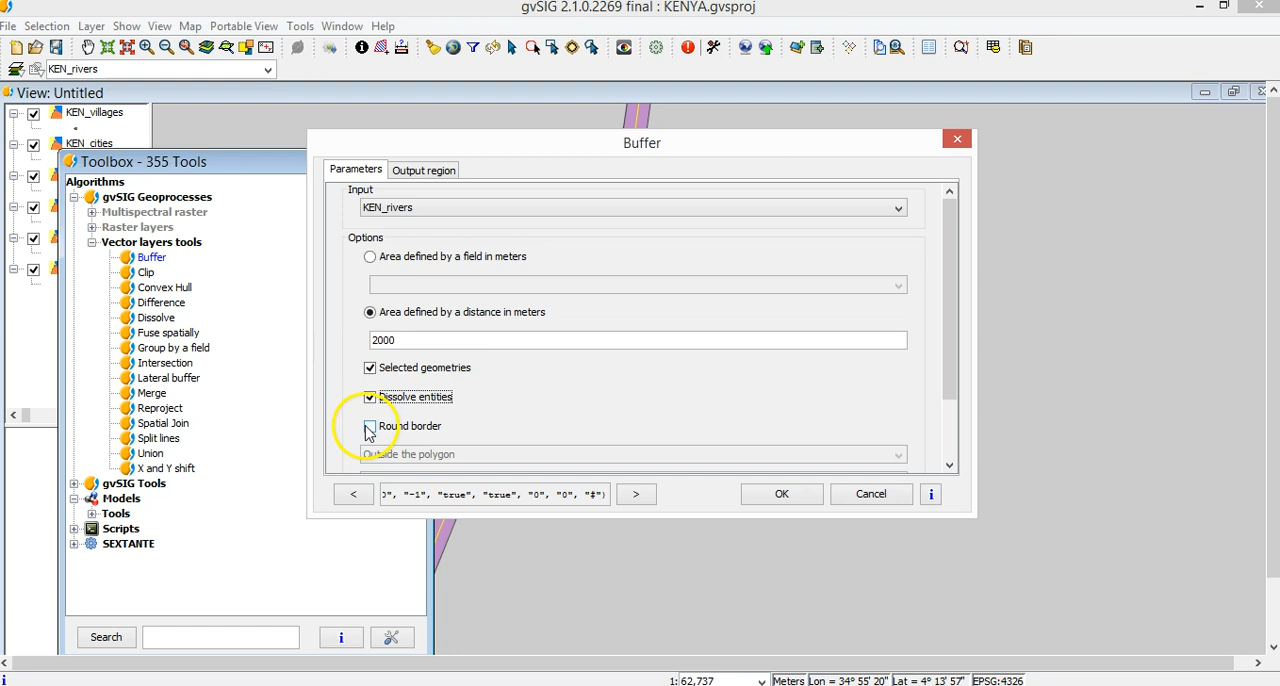 gvSIG 2.1.0.2269 final : KENYA.gvsproj
File Selection Layer Show View Map Portable View Tools Window Help
KEN_rivers
View: Untitled
KEN_villages
KEN_cities
Toolbox - 355 Tools
Algorithms
gvSIG Geoprocesses
Multispectral raster
Raster layers
Vector layers tools
Buffer
Clip
Convex Hull
Difference
Dissolve
Fuse spatially
Group by a field
Intersection
Lateral buffer
Merge
Reproject
Spatial Join
Split lines
Union
X and Y shift
gvSIG Tools
Models
Tools
Scripts
SEXTANTE
Search
Buffer
Parameters Output region
Input
KEN_rivers
Options
Area defined by a field in meters
Area defined by a distance in meters
2000
Selected geometries
Dissolve entities
Round border
Outside the polygon
< 0", "-1", "true", "true", "0", "0", "#") > OK Cancel i
1: 62,737 Meters Lon = 34° 55' 20" Lat = 4° 13' 57" EPSG:4326